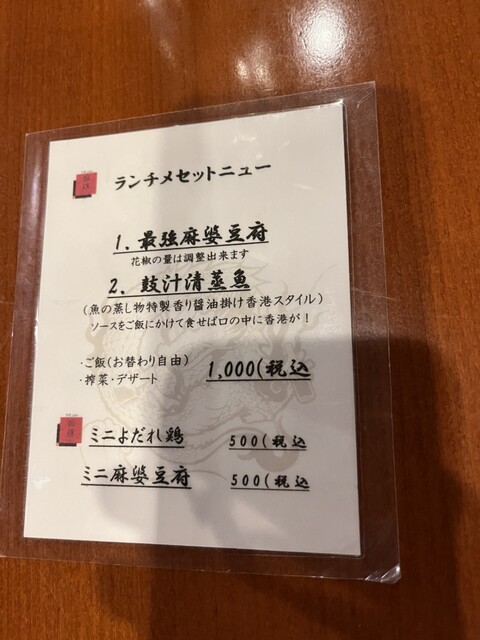 ランチメセットニュー
1. 最強麻婆豆府
花椒の量は調整出来ます
2. 鼓汁清蒸魚
(魚の蒸し物特製香り醤油掛け香港スタイル)
ソースをご飯にかけて食せば口の中に香港が!
・ご飯(お替わり自由)
・搾菜・デザート
1,000(税込
ミニよだれ鶏 500(税込
ミニ麻婆豆府 500(税込